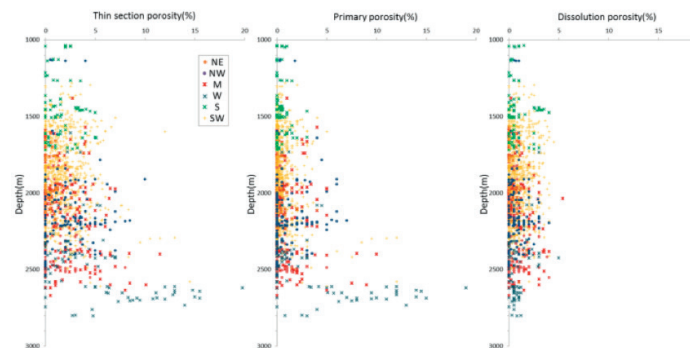 Thin section porosity(%)
0 5 10 15 20
1000
1500
2000
2500
3000
Depth(m)
NE
NW
M
W
S
SW
Primary porosity(%)
0 5 10 15 20
1000
1500
2000
2500
3000
Depth(m)
Dissolution porosity(%)
0 5 10 15
1000
1500
2000
2500
3000
Depth(m)